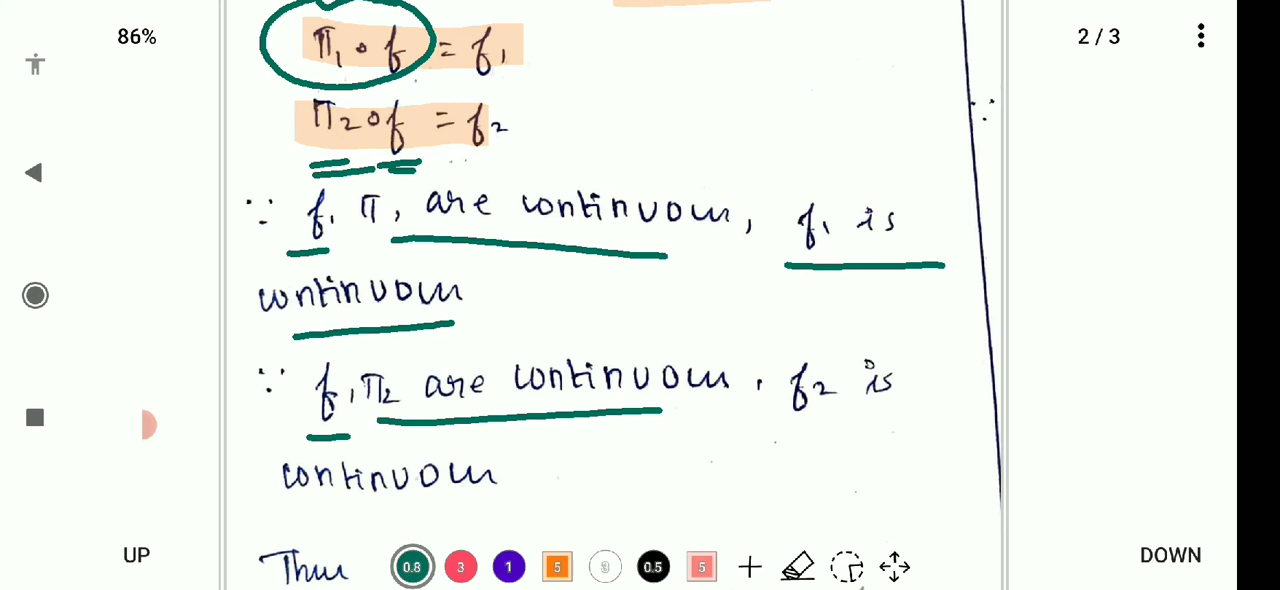 86%
2 / 3
π₁ ∘ f = f₁
π₂ ∘ f = f₂
∵ f, π, are continuous, f₁ is
continuous
∵ f, π₂ are continuous, f₂ is
continuous
Thus
UP
0.8 3 1 5 3 0.5 5
DOWN